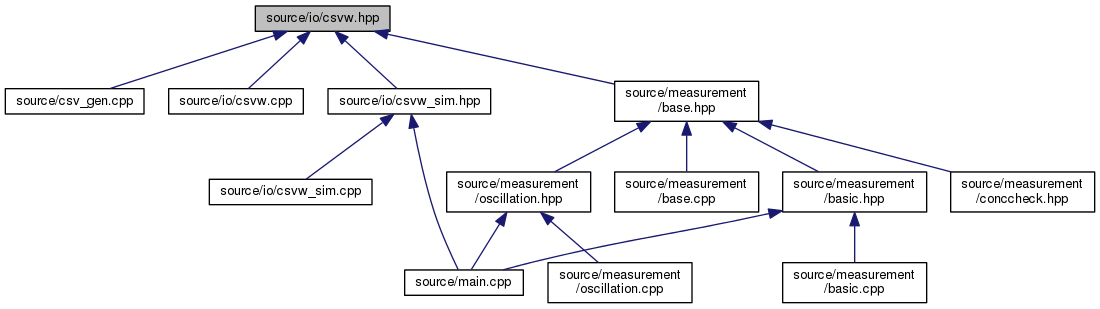 source/io/csvw.hpp
source/csv_gen.cpp
source/io/csvw.cpp
source/io/csvw_sim.hpp
source/measurement
/base.hpp
source/io/csvw_sim.cpp
source/measurement
/oscillation.hpp
source/measurement
/base.cpp
source/measurement
/basic.hpp
source/measurement
/conccheck.hpp
source/main.cpp
source/measurement
/oscillation.cpp
source/measurement
/basic.cpp